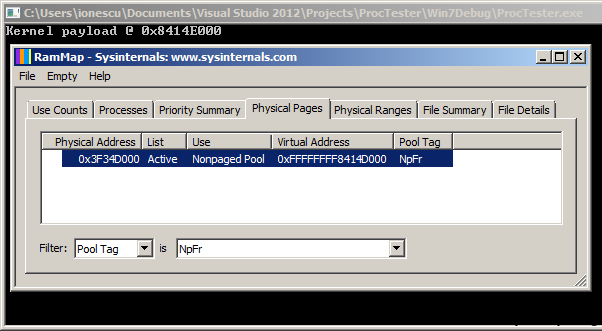 C:\Users\ionescu\Documents\Visual Studio 2012\Projects\ProcTester\Win7Debug\ProcTester.exe
Kernel payload @ 0x8414E000
RamMap - Sysinternals: www.sysinternals.com
File Empty Help
Use Counts Processes Priority Summary Physical Pages Physical Ranges File Summary File Details
Physical Address List Use Virtual Address Pool Tag
0x3F34D000 Active Nonpaged Pool 0xFFFFFFFF8414D000 NpFr
Filter: Pool Tag is NpFr